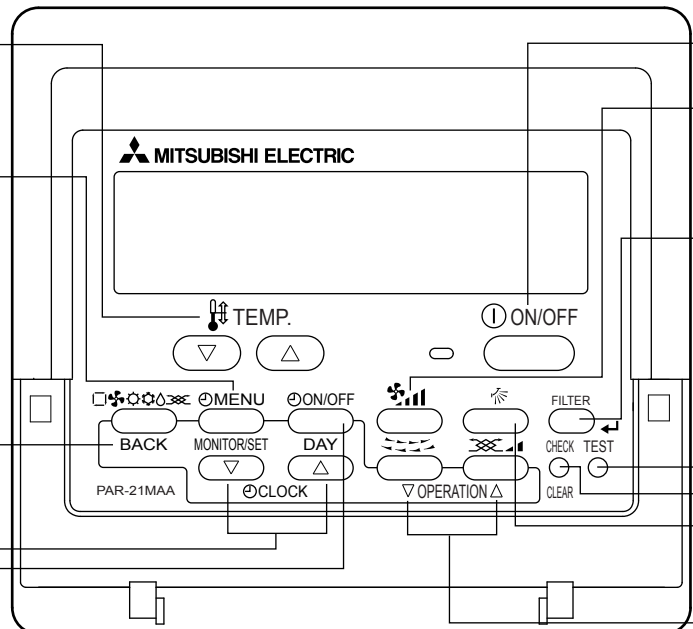 MITSUBISHI ELECTRIC
TEMP.
ON/OFF
MENU
ON/OFF
FILTER
BACK
MONITOR/SET
DAY
CHECK
TEST
PAR-21MAA
CLOCK
OPERATION
CLEAR